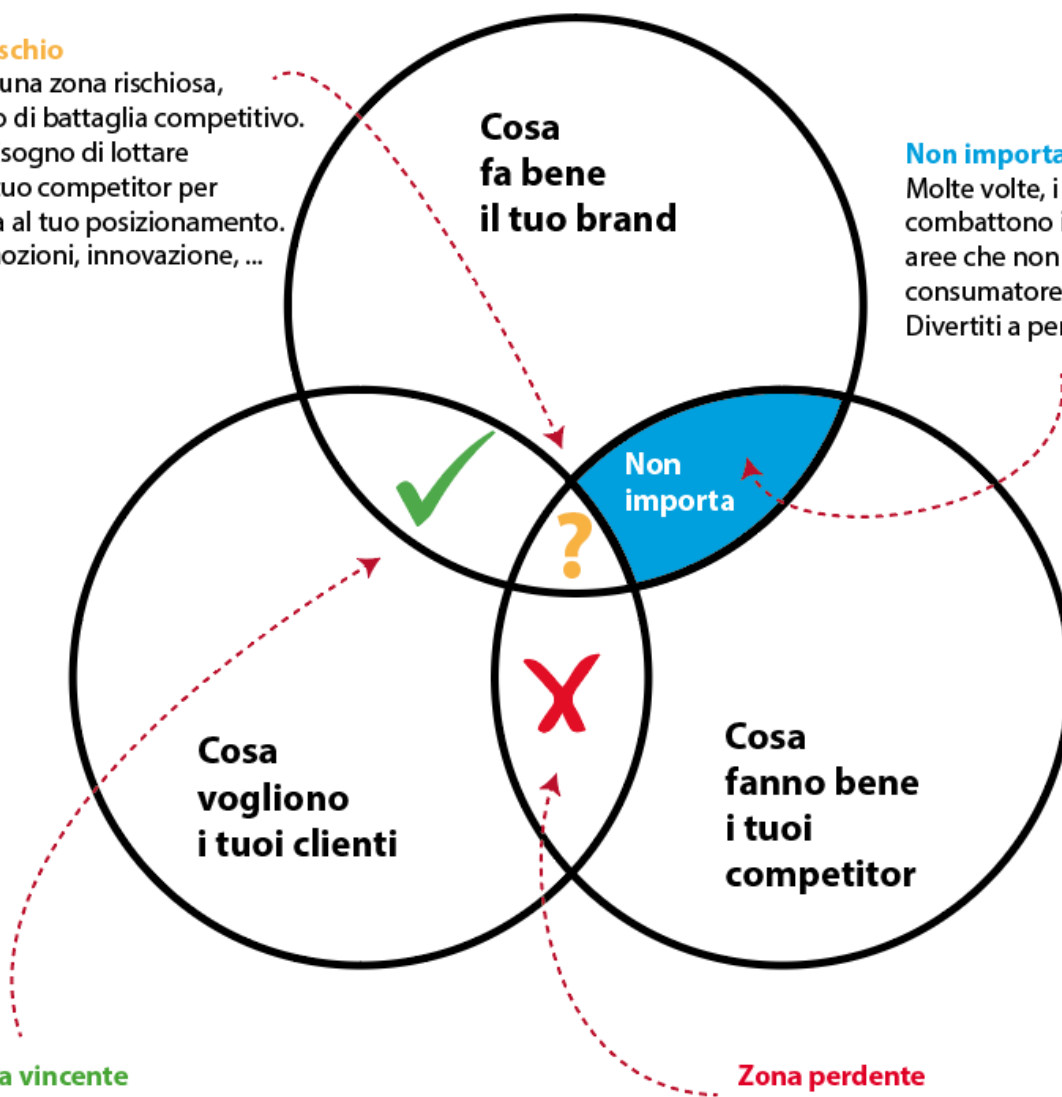 schio
una zona rischiosa,
o di battaglia competitivo.
sogno di lottare
tuo competitor per
a al tuo posizionamento.
ozioni, innovazione, ...
Cosa
fa bene
il tuo brand
Non importa
Molte volte, i
combattono i
aree che non
consumatore
Divertiti a per
Non
importa
?
Cosa
vogliono
i tuoi clienti
Cosa
fanno bene
i tuoi
competitor
a vincente
Zona perdente